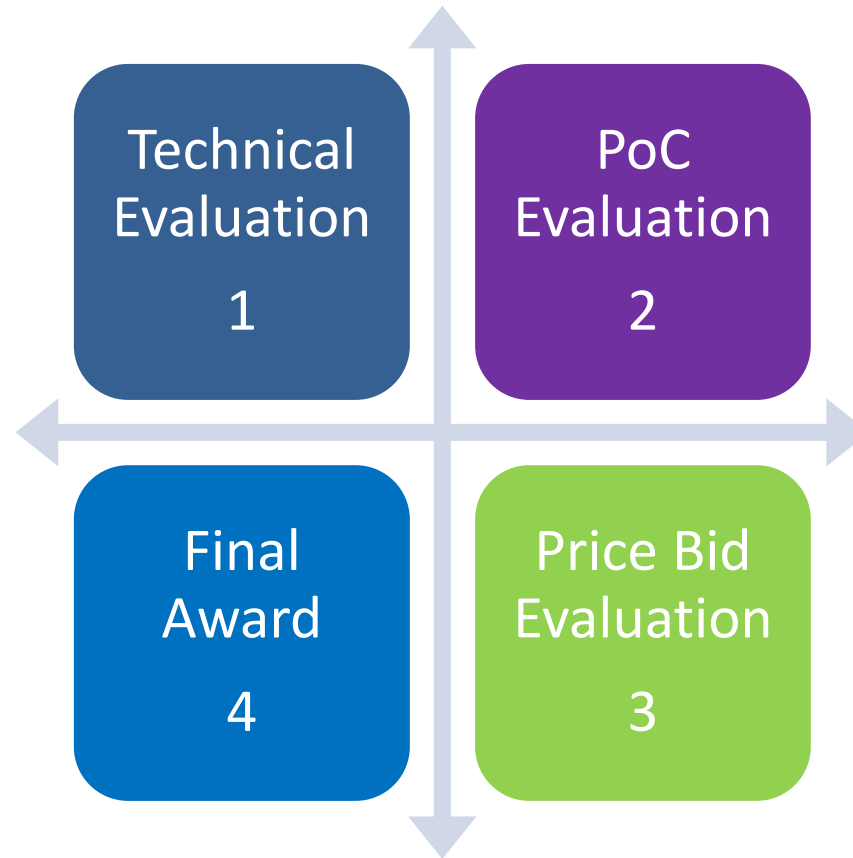 Technical
Evaluation
1
PoC
Evaluation
2
Final
Award
4
Price Bid
Evaluation
3